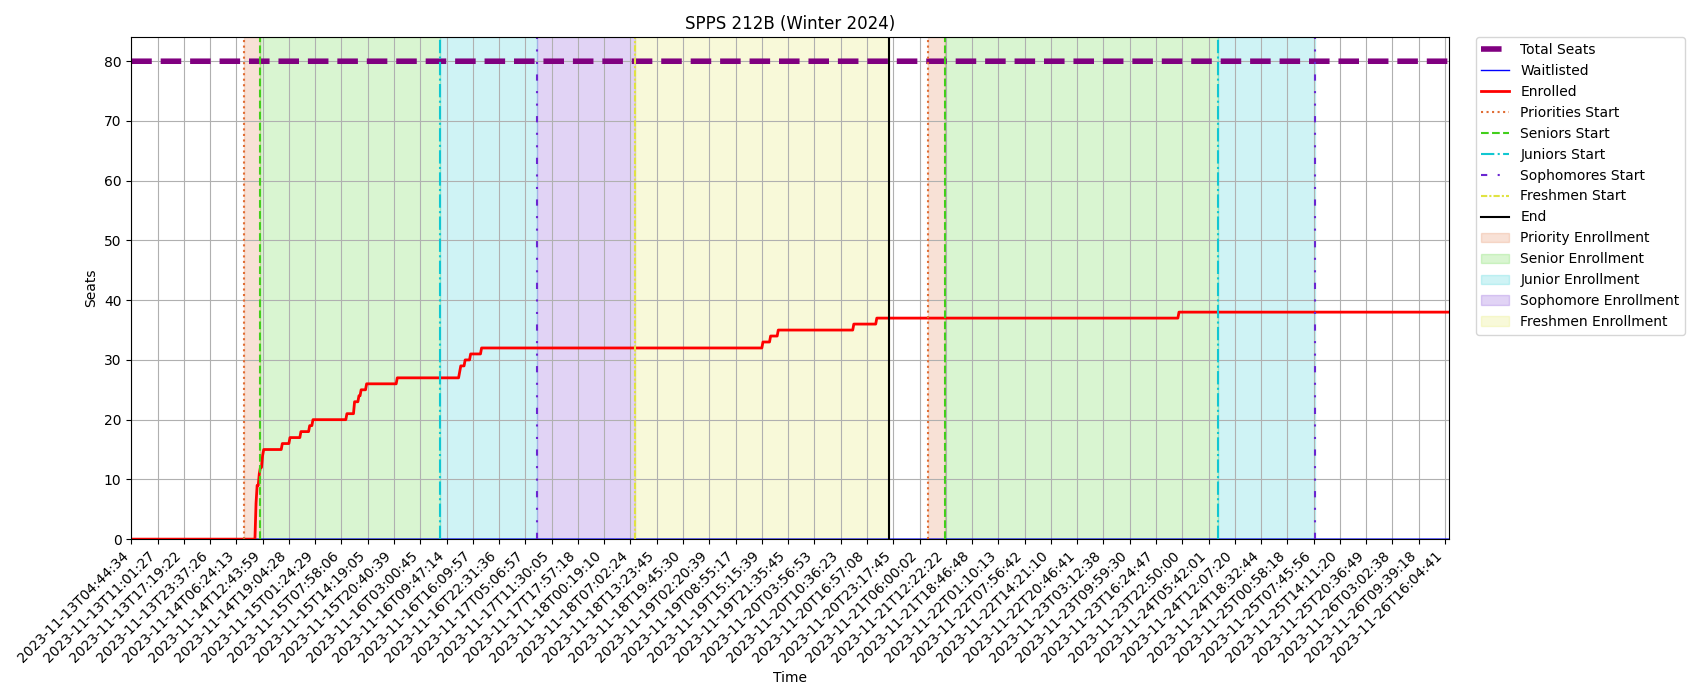 SPPS 212B (Winter 2024)
Seats
80
70
60
50
40
30
20
10
0
2023-11-13T04:44:34
2023-11-13T11:01:27
2023-11-13T17:19:22
2023-11-13T23:37:26
2023-11-14T06:24:13
2023-11-14T12:43:59
2023-11-14T19:04:28
2023-11-15T01:24:29
2023-11-15T07:58:06
2023-11-15T14:19:05
2023-11-15T20:40:39
2023-11-16T03:00:45
2023-11-16T09:47:14
2023-11-16T16:09:57
2023-11-16T22:31:36
2023-11-17T05:06:57
2023-11-17T11:30:05
2023-11-17T17:57:18
2023-11-18T00:19:10
2023-11-18T07:02:24
2023-11-18T13:23:45
2023-11-18T19:45:30
2023-11-19T02:20:39
2023-11-19T08:55:17
2023-11-19T15:15:39
2023-11-19T21:35:45
2023-11-20T03:56:53
2023-11-20T10:36:23
2023-11-20T16:57:08
2023-11-20T23:17:45
2023-11-21T06:00:02
2023-11-21T12:22:22
2023-11-21T18:46:48
2023-11-22T01:10:13
2023-11-22T07:56:42
2023-11-22T14:21:10
2023-11-22T20:46:41
2023-11-23T03:12:38
2023-11-23T09:59:30
2023-11-23T16:24:47
2023-11-23T22:50:00
2023-11-24T05:42:01
2023-11-24T12:07:20
2023-11-24T18:32:44
2023-11-25T00:58:18
2023-11-25T07:45:56
2023-11-25T14:11:20
2023-11-25T20:36:49
2023-11-26T03:02:38
2023-11-26T09:39:18
2023-11-26T16:04:41
Time
Total Seats
Waitlisted
Enrolled
Priorities Start
Seniors Start
Juniors Start
Sophomores Start
Freshmen Start
End
Priority Enrollment
Senior Enrollment
Junior Enrollment
Sophomore Enrollment
Freshmen Enrollment